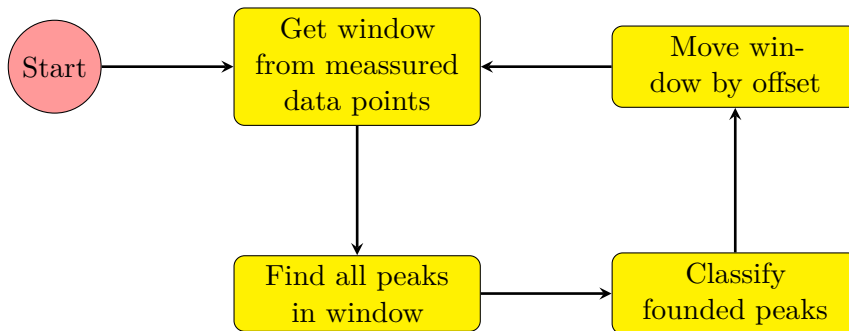 Start
Get window
from meassured
data points
Move win-
dow by offset
Find all peaks
in window
Classify
founded peaks